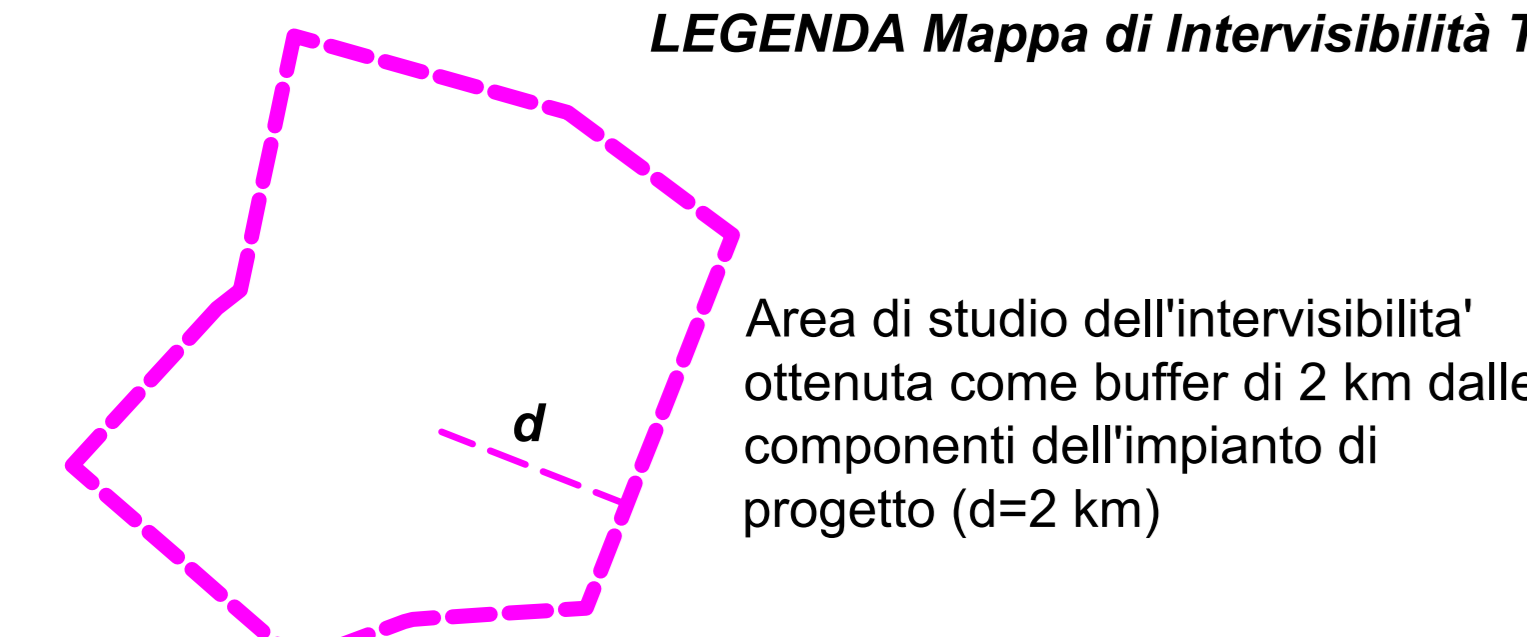 LEGENDA Mappa di Intervisibilità T
d
Area di studio dell'intervisibilita'
ottenuta come buffer di 2 km dalle
componenti dell'impianto di
progetto (d=2 km)